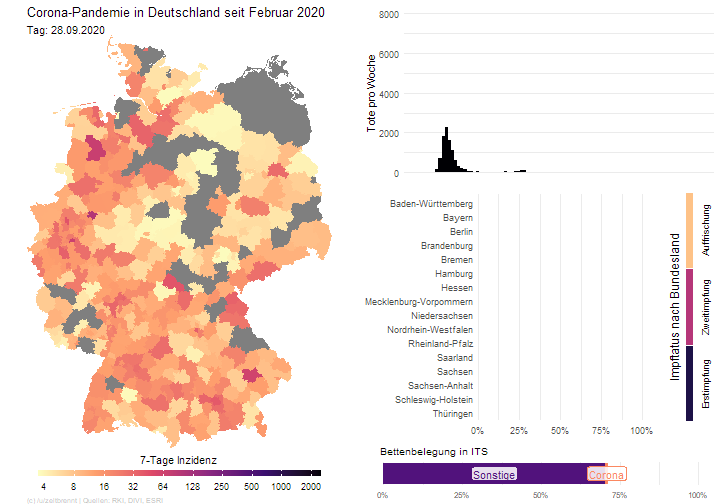 Corona-Pandemie in Deutschland seit Februar 2020
Tag: 28.09.2020
7-Tage Inzidenz
4 8 16 32 64 125 250 500 1000 2000
(c) /u/zeitbrennt | Quellen: RKI, DIVI, ESRI
Tote pro Woche
8000
6000
4000
2000
0
Baden-Württemberg
Bayern
Berlin
Brandenburg
Bremen
Hamburg
Hessen
Mecklenburg-Vorpommern
Niedersachsen
Nordrhein-Westfalen
Rheinland-Pfalz
Saarland
Sachsen
Sachsen-Anhalt
Schleswig-Holstein
Thüringen
0% 25% 50% 75% 100%
Impfstatus nach Bundesland
Auffrischung
Zweitimpfung
Erstimpfung
Bettenbelegung in ITS
Sonstige Corona
0% 25% 50% 75% 100%